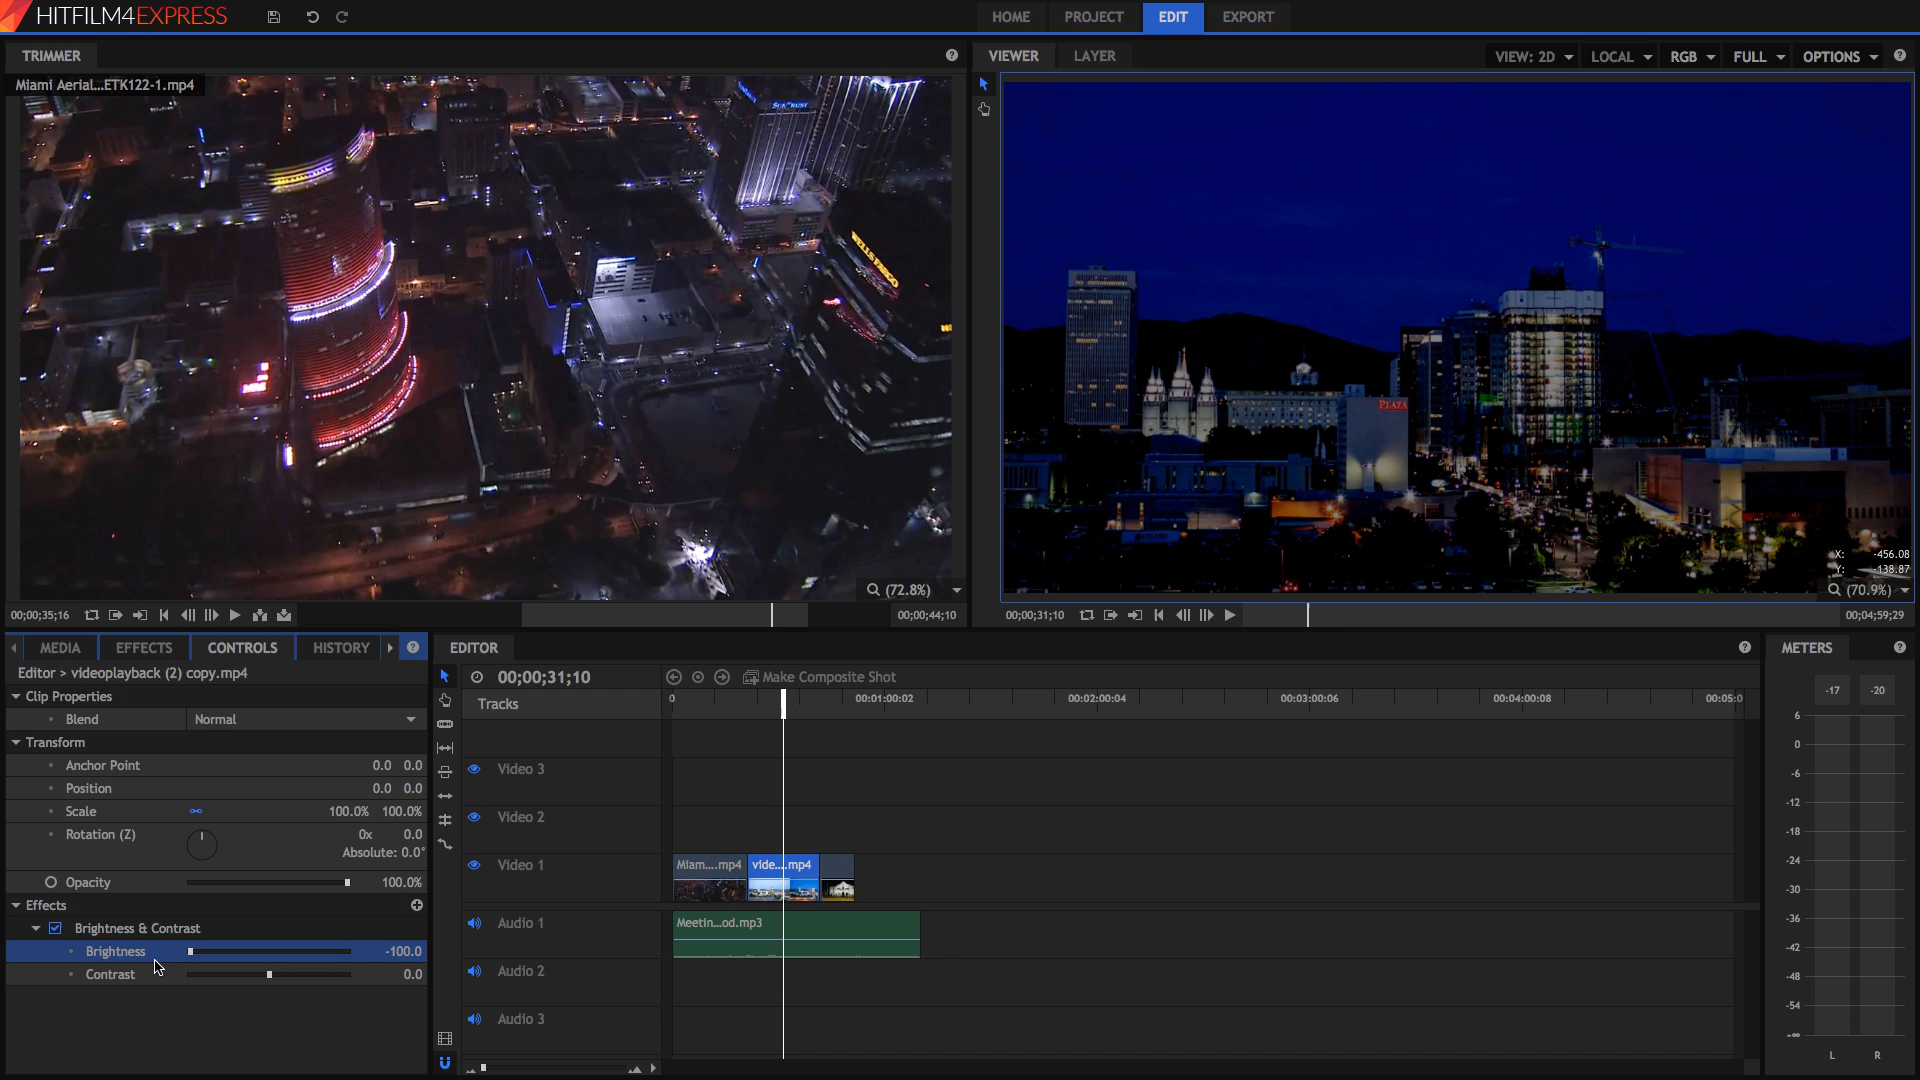 HITFILM4EXPRESS
HOME PROJECT EDIT EXPORT
TRIMMER
Miami Aerial...ETK122-1.mp4
SUNTRUST
WELLS FARGO
(72.8%)
00;00;35;16
00;00;44;10
VIEWER LAYER
VIEW: 2D LOCAL RGB FULL OPTIONS
PLAZA
X: -456.08
Y: -138.87
(70.9%)
00;00;31;10
00;04;59;29
MEDIA EFFECTS CONTROLS HISTORY
Editor > videoplayback (2) copy.mp4
Clip Properties
Blend Normal
Transform
Anchor Point 0.0 0.0
Position 0.0 0.0
Scale 100.0% 100.0%
Rotation (Z) 0x 0.0
Absolute: 0.0°
Opacity 100.0%
Effects
Brightness & Contrast
Brightness -100.0
Contrast 0.0
EDITOR
00;00;31;10
Make Composite Shot
Tracks
0 00:01:00:02 00:02:00:04 00:03:00:06 00:04:00:08 00:05:0
Video 3
Video 2
Video 1
Miam....mp4 vide....mp4
Audio 1
Meetin...od.mp3
Audio 2
Audio 3
METERS
-17 -20
6
0
-6
-12
-18
-24
-30
-36
-42
-48
-54
-∞
L R